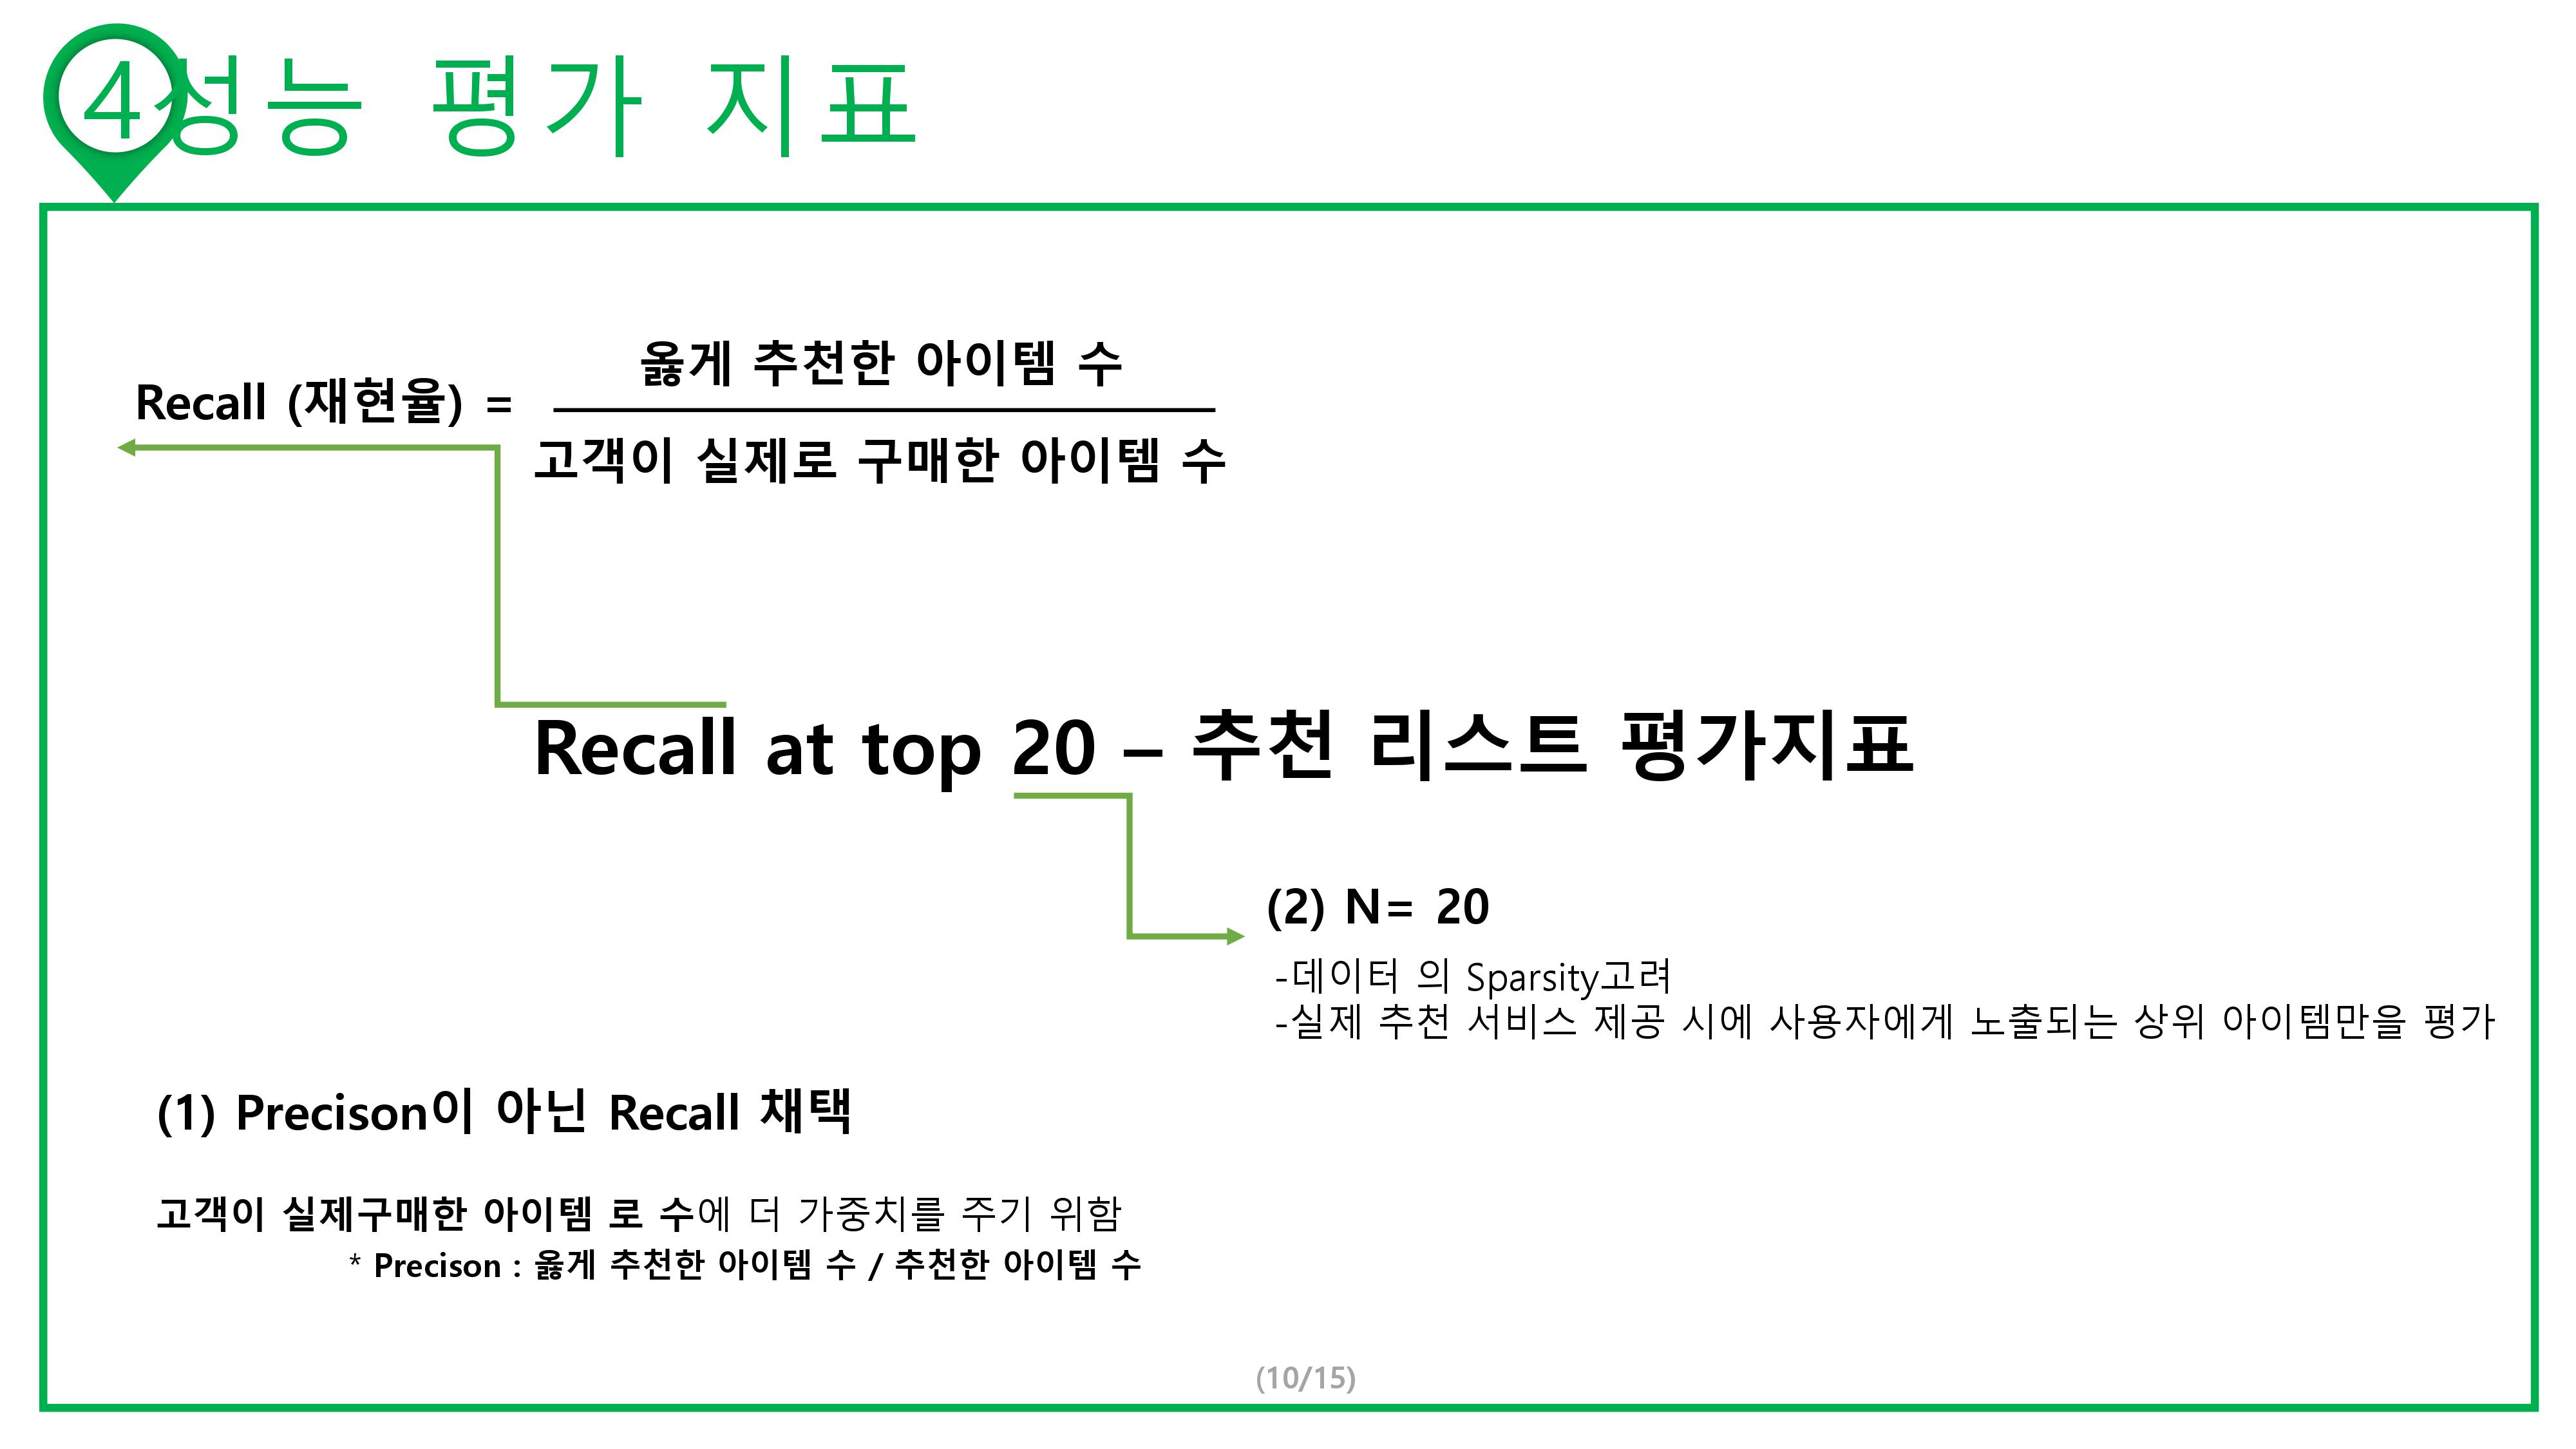 4 성능 평가 지표
옳게 추천한 아이템 수
Recall (재현율) =
고객이 실제로 구매한 아이템 수
Recall at top 20 – 추천 리스트 평가지표
(2) N= 20
-데이터 의 Sparsity고려
-실제 추천 서비스 제공 시에 사용자에게 노출되는 상위 아이템만을 평가
(1) Precison이 아닌 Recall 채택
고객이 실제구매한 아이템 로 수에 더 가중치를 주기 위함
* Precison : 옳게 추천한 아이템 수 / 추천한 아이템 수
(10/15)